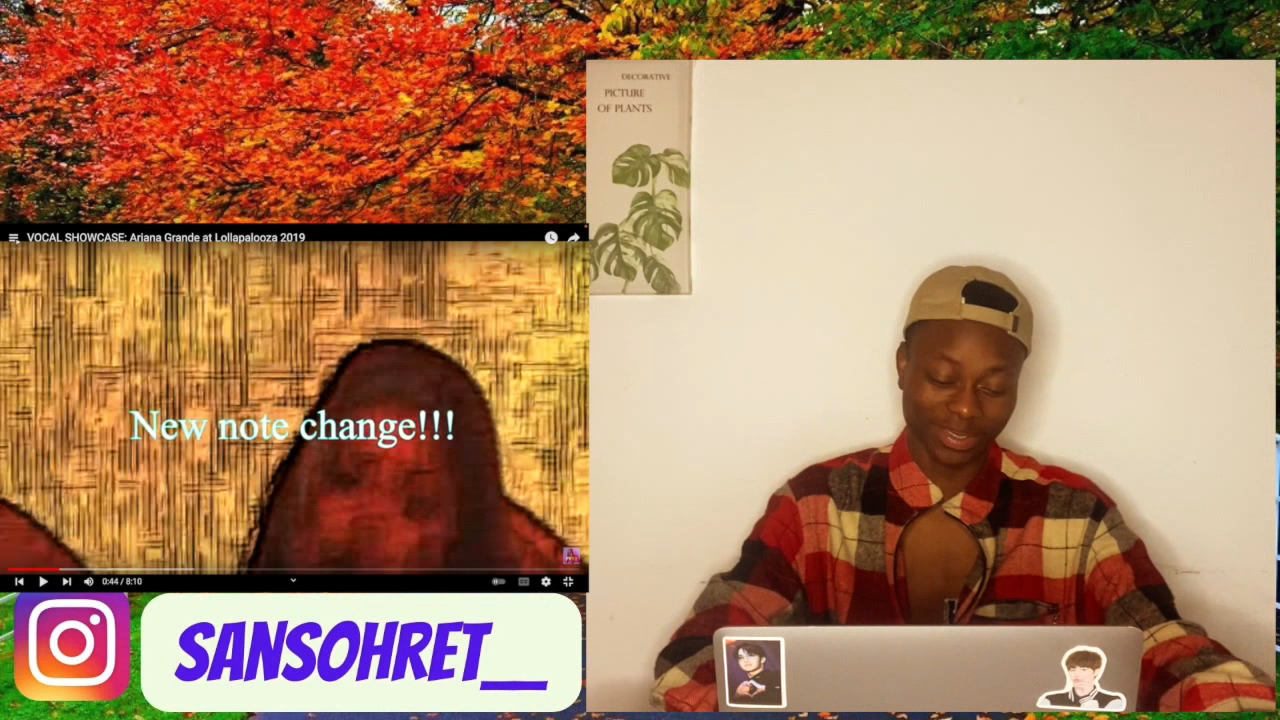 DECORATIVE
PICTURE
OF PLANTS
VOCAL SHOWCASE: Ariana Grande at Lollapalooza 2019
New note change!!!
0:44 / 8:10
SANSOHRET__